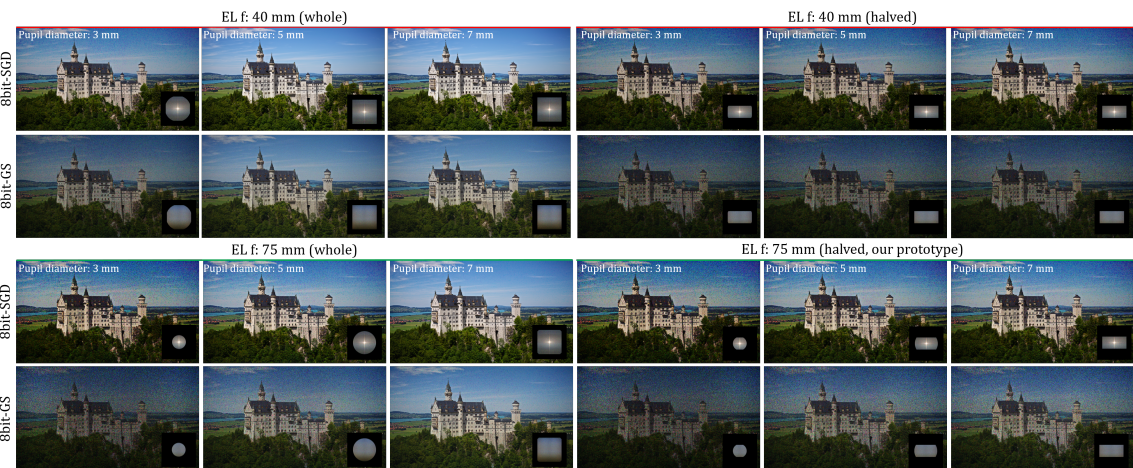 EL f: 40 mm (whole)
EL f: 40 mm (halved)
8bit-SGD
Pupil diameter: 3 mm
Pupil diameter: 5 mm
Pupil diameter: 7 mm
Pupil diameter: 3 mm
Pupil diameter: 5 mm
Pupil diameter: 7 mm
8bit-GS
EL f: 75 mm (whole)
EL f: 75 mm (halved, our prototype)
8bit-SGD
Pupil diameter: 3 mm
Pupil diameter: 5 mm
Pupil diameter: 7 mm
Pupil diameter: 3 mm
Pupil diameter: 5 mm
Pupil diameter: 7 mm
8bit-GS